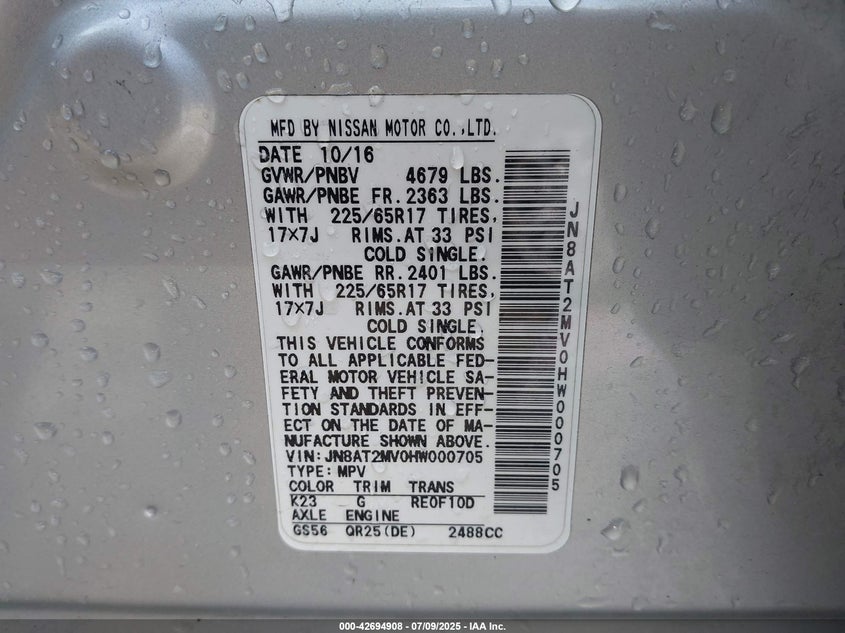 MFD BY NISSAN MOTOR CO.,LTD.
DATE 10/16
GVWR/PNBV 4679 LBS.
GAWR/PNBE FR.2363 LBS.
WITH 225/65R17 TIRES,
17×7J RIMS.AT 33 PSI
COLD SINGLE.
GAWR/PNBE RR.2401 LBS.
WITH 225/65R17 TIRES,
17×7J RIMS.AT 33 PSI
COLD SINGLE.
THIS VEHICLE CONFORMS
TO ALL APPLICABLE FED-
ERAL MOTOR VEHICLE SA-
FETY AND THEFT PREVEN-
TION STANDARDS IN EFF-
ECT ON THE DATE OF MA-
NUFACTURE SHOWN ABOVE.
VIN:JN8AT2MV0HW000705
TYPE:MPV
COLOR TRIM TRANS
K23 G RE0F10D
AXLE ENGINE
GS56 QR25(DE) 2488CC
JN8AT2MV0HW000705
000-42694908 - 07/09/2025 - IAA Inc.